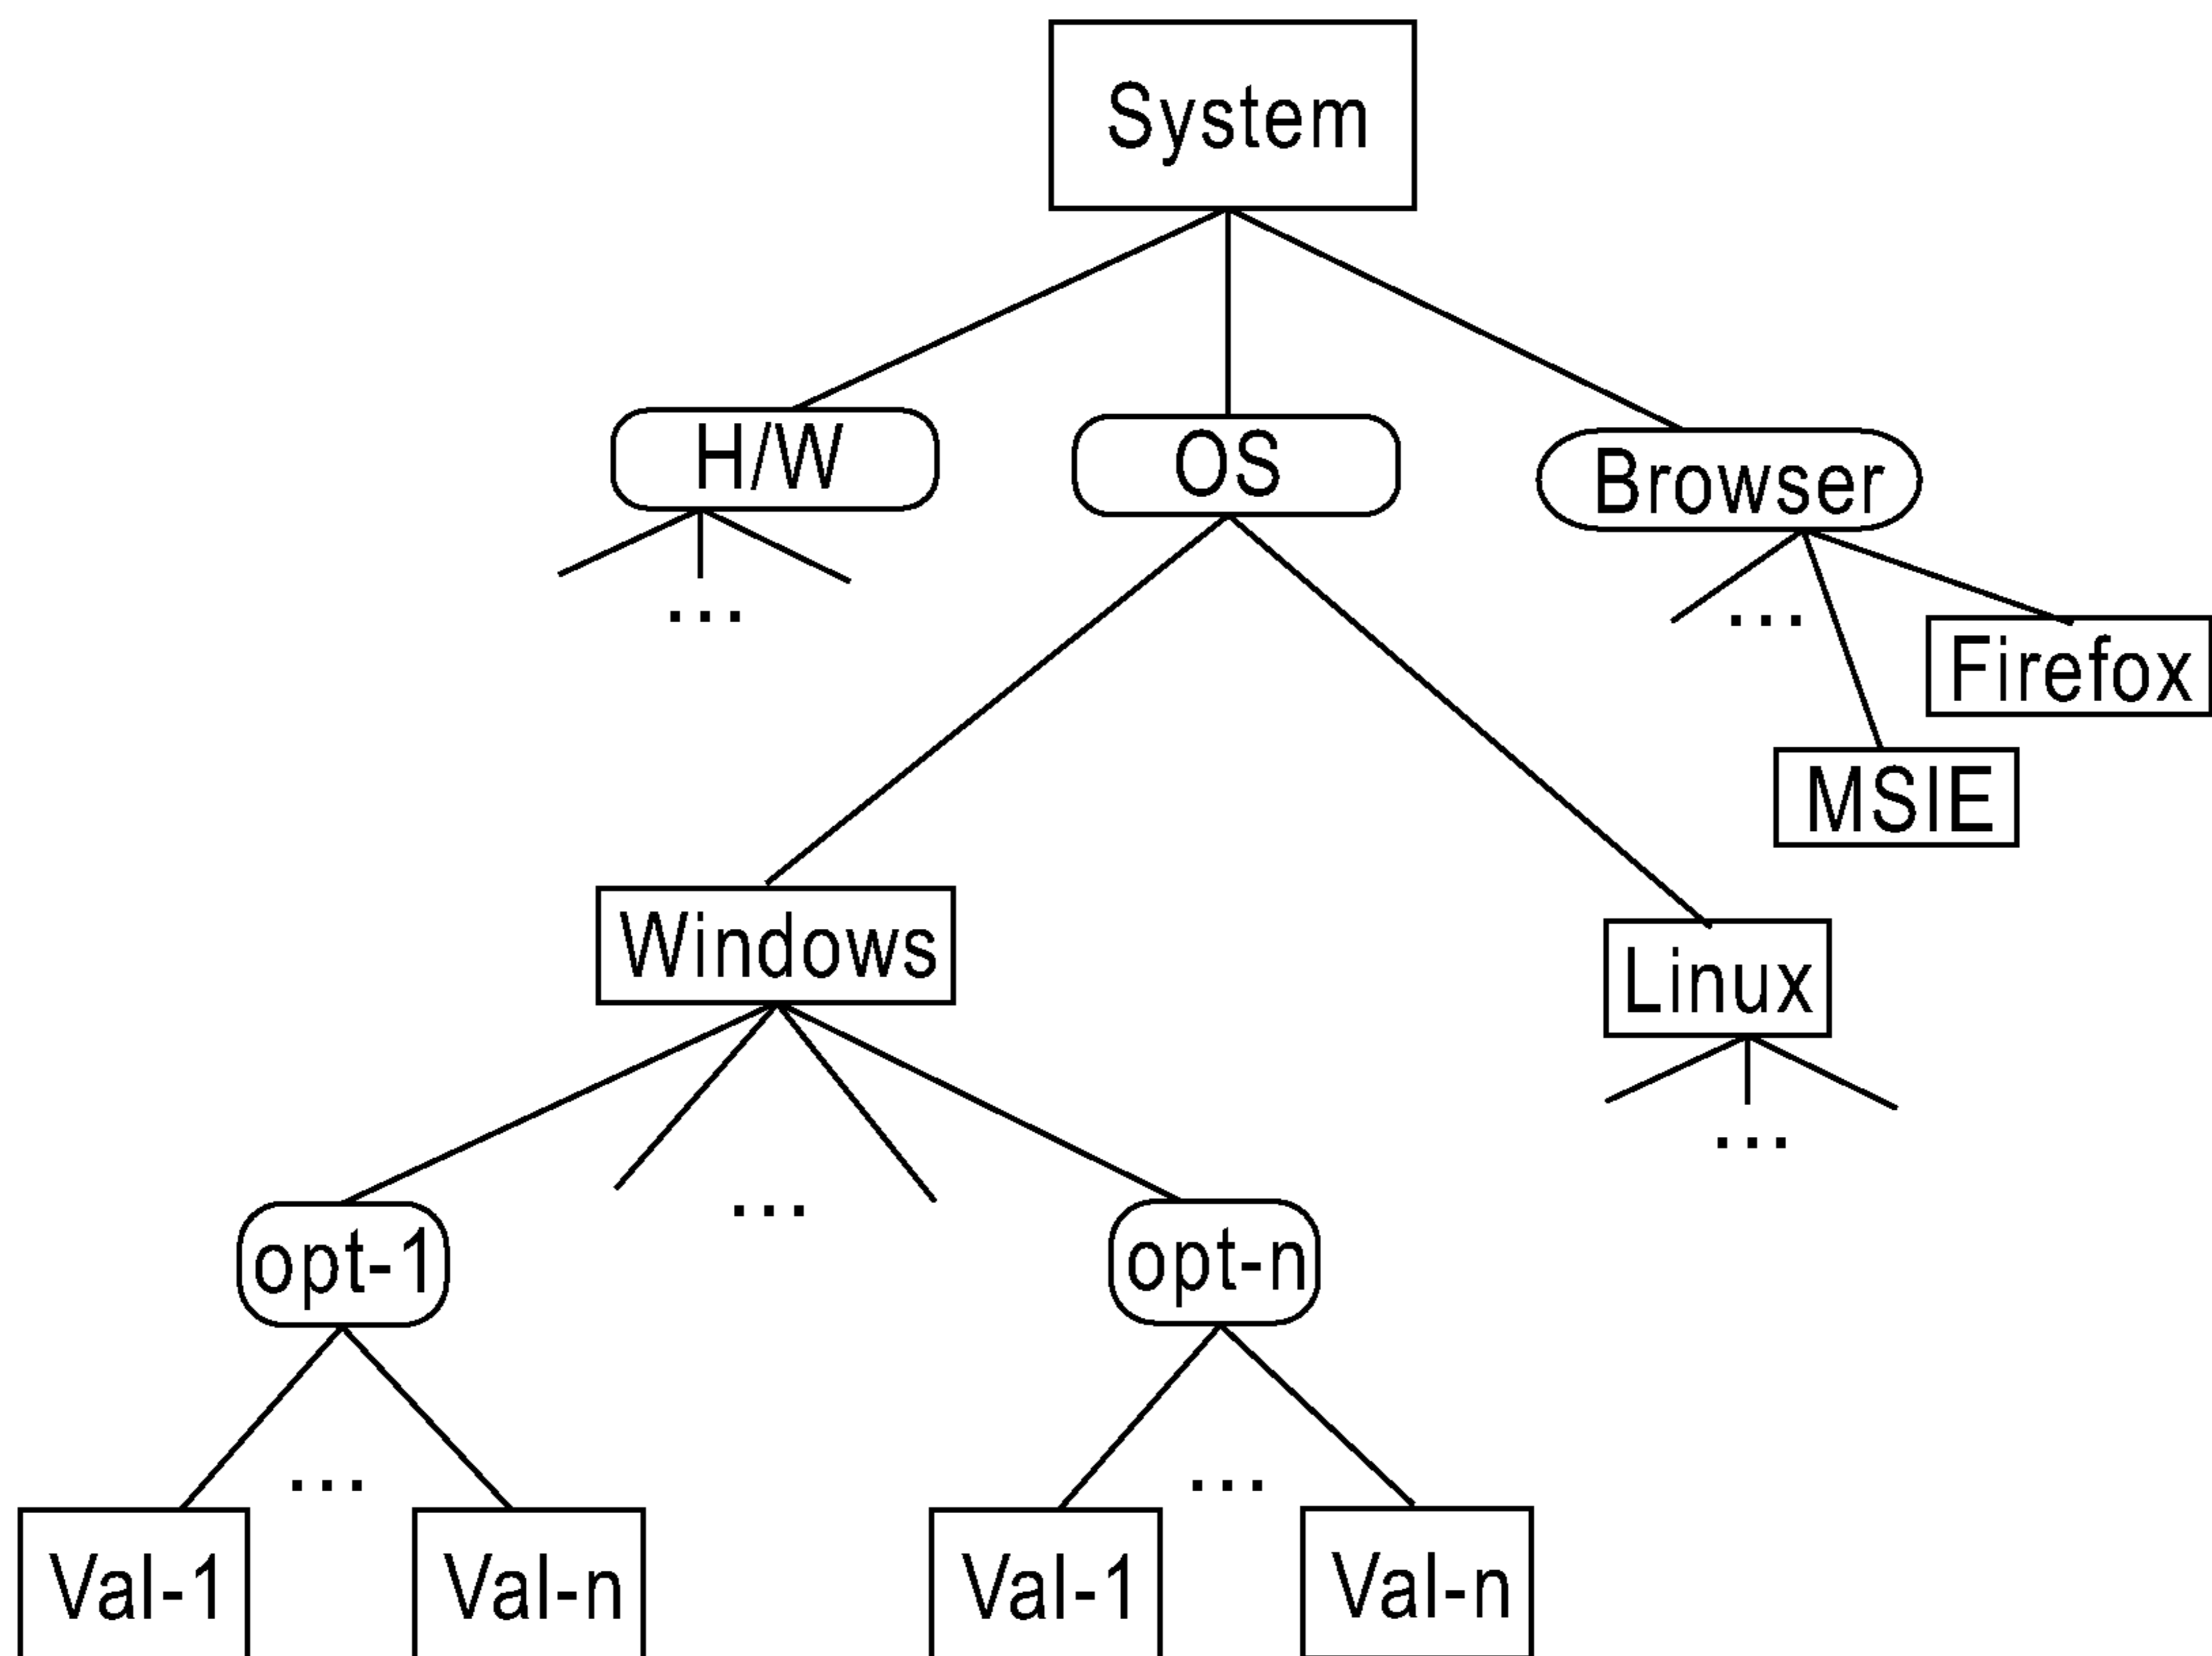 System
H/W
OS
Browser
...
...
Firefox
MSIE
Windows
Linux
...
...
opt-1
opt-n
...
...
Val-1
Val-n
Val-1
Val-n